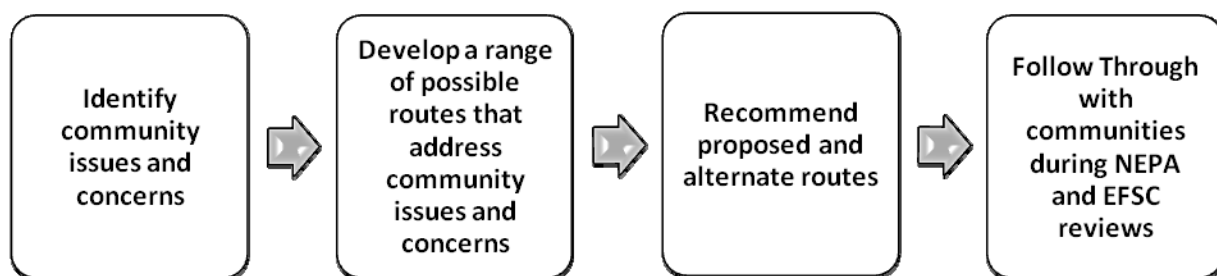 Identify
community
issues and
concerns
Develop a range
of possible
routes that
address
community
issues and
concerns
Recommend
proposed and
alternate routes
Follow Through
with
communities
during NEPA
and EFSC
reviews